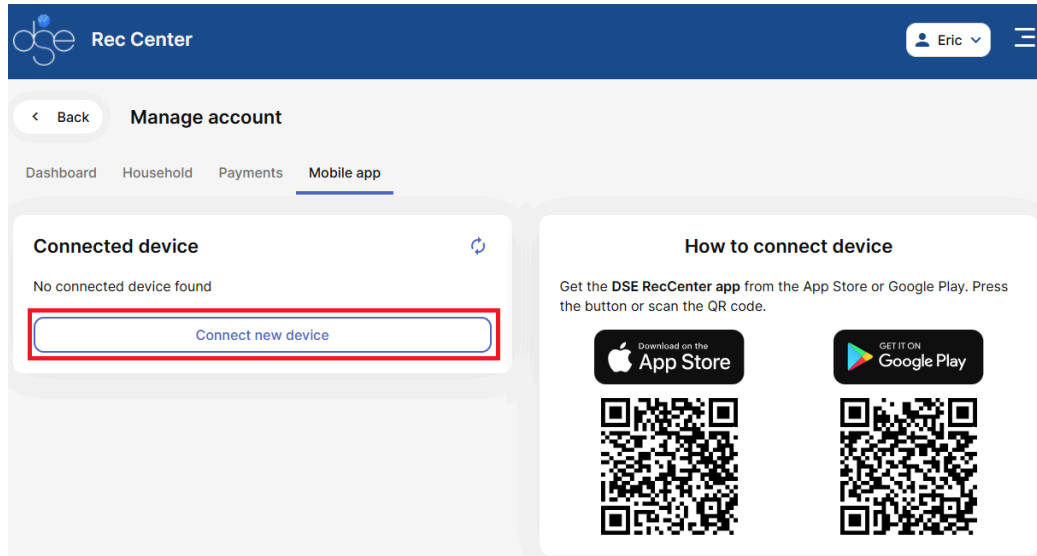 dse Rec Center
Eric
Back
Manage account
Dashboard Household Payments Mobile app
Connected device
No connected device found
Connect new device
How to connect device
Get the DSE RecCenter app from the App Store or Google Play. Press
the button or scan the QR code.
Download on the
App Store
GET IT ON
Google Play